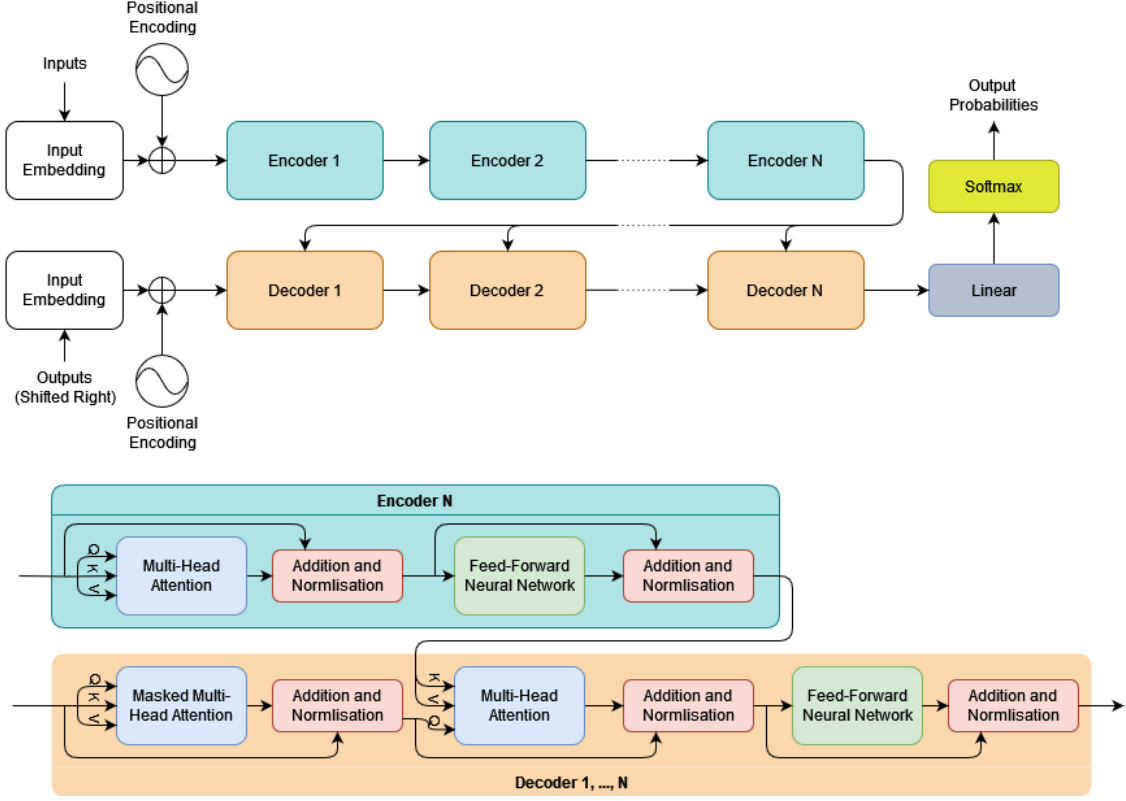 Positional
Encoding
Inputs
Input
Embedding
Encoder 1
Encoder 2
Encoder N
Output
Probabilities
Softmax
Input
Embedding
Decoder 1
Decoder 2
Decoder N
Linear
Outputs
(Shifted Right)
Positional
Encoding
Encoder N
Q
K
V
Multi-Head
Attention
Addition and
Normlisation
Feed-Forward
Neural Network
Addition and
Normlisation
Q
K
V
Masked Multi-
Head Attention
Addition and
Normlisation
K
V
Q
Multi-Head
Attention
Addition and
Normlisation
Feed-Forward
Neural Network
Addition and
Normlisation
Decoder 1, ..., N